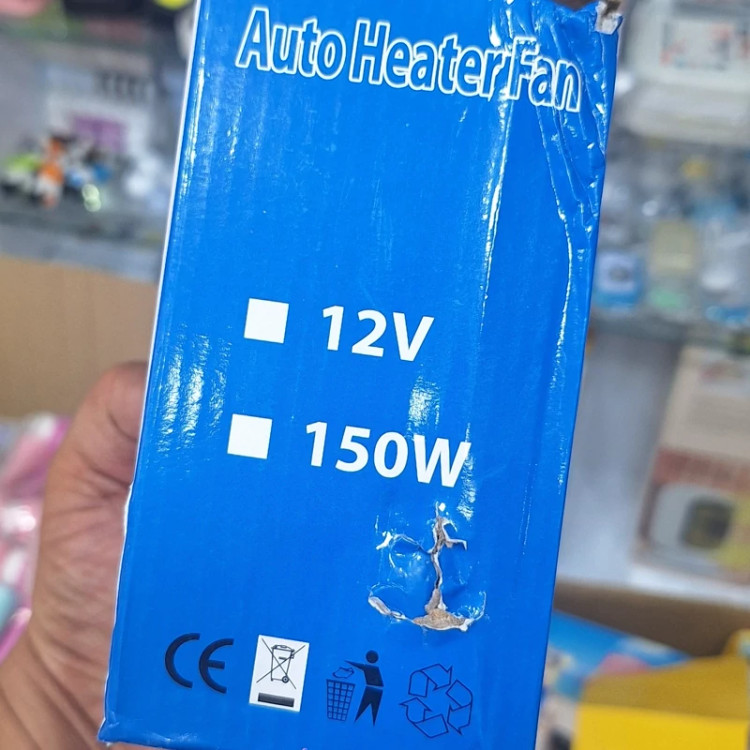 Auto Heater Fan
12V
150W
CE